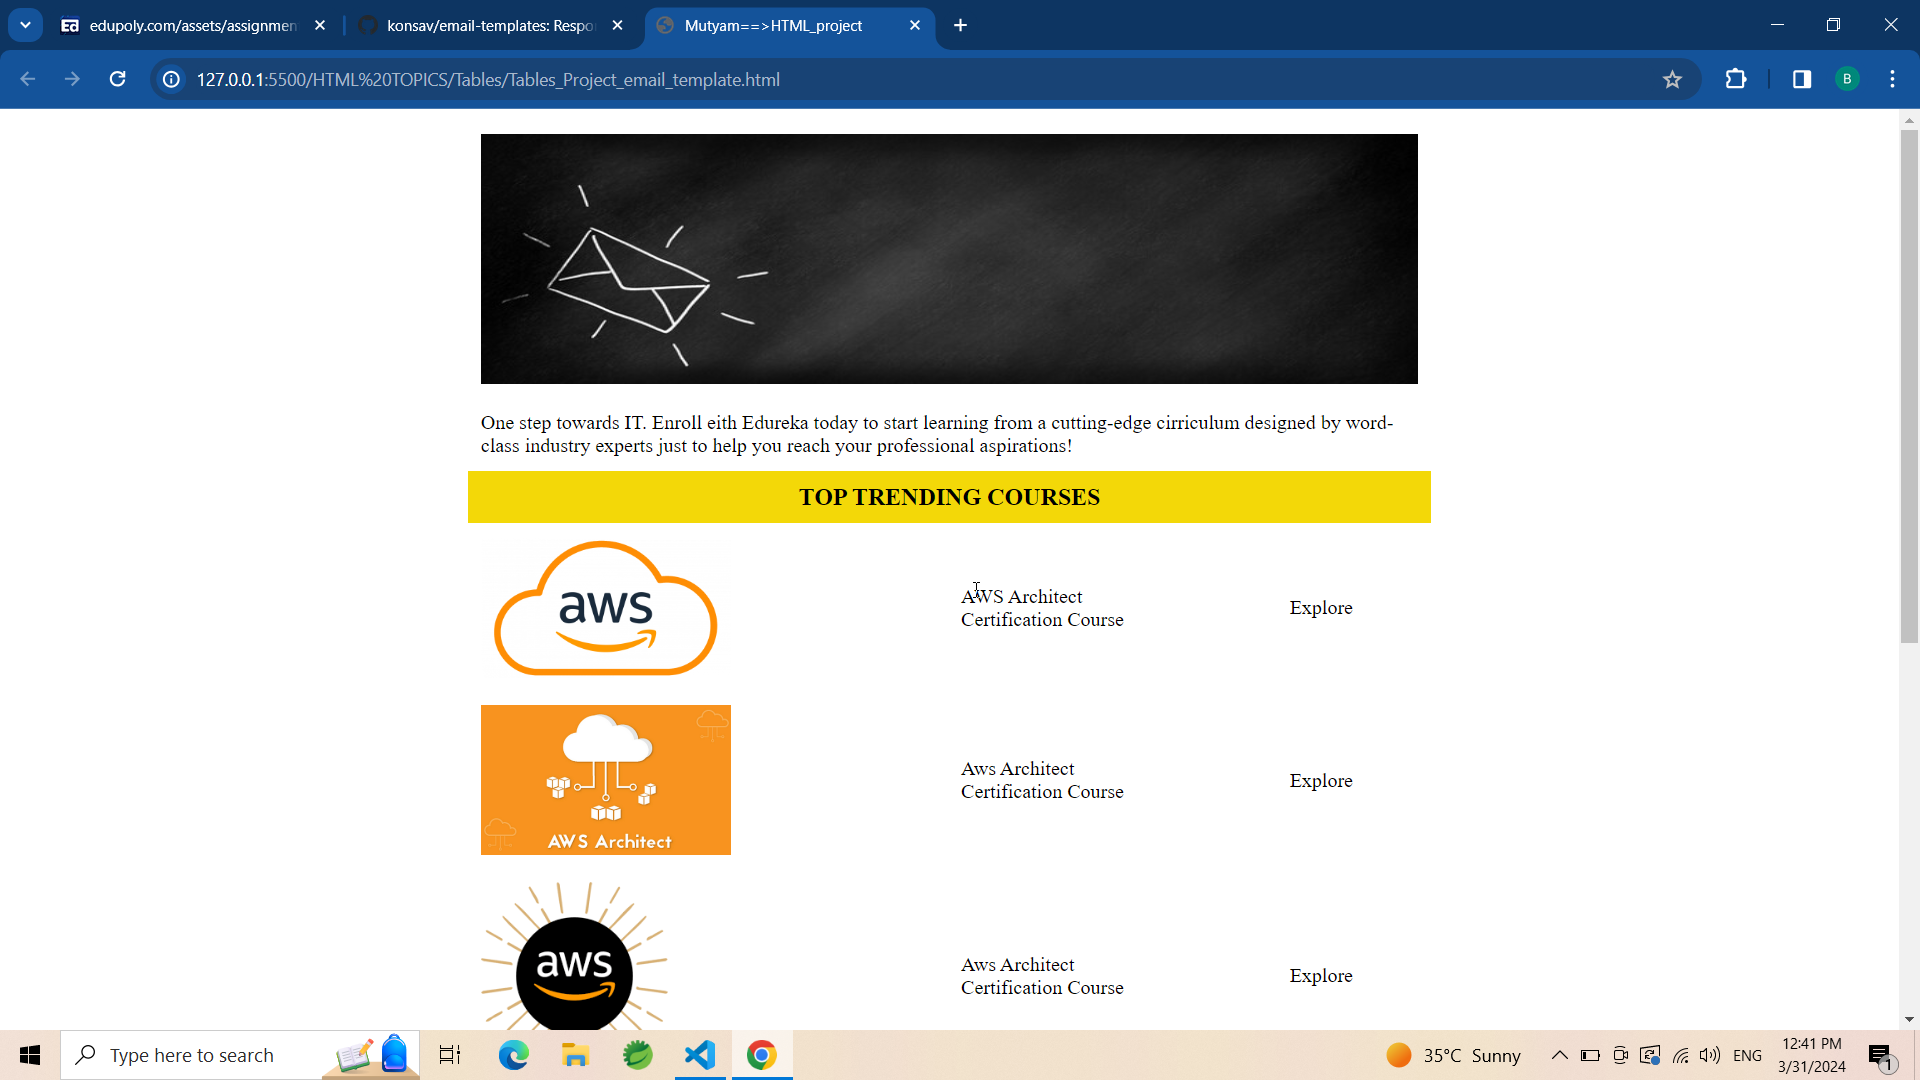 Ed edupoly.com/assets/assignmen
konsav/email-templates: Respo
Mutyam==>HTML_project
127.0.0.1:5500/HTML%20TOPICS/Tables/Tables_Project_email_template.html
B
One step towards IT. Enroll eith Edureka today to start learning from a cutting-edge cirriculum designed by word-
class industry experts just to help you reach your professional aspirations!
TOP TRENDING COURSES
aws
AWS Architect
Certification Course
Explore
AWS Architect
Aws Architect
Certification Course
Explore
aws
Aws Architect
Certification Course
Explore
Type here to search
35°C Sunny
ENG
12:41 PM
3/31/2024
1